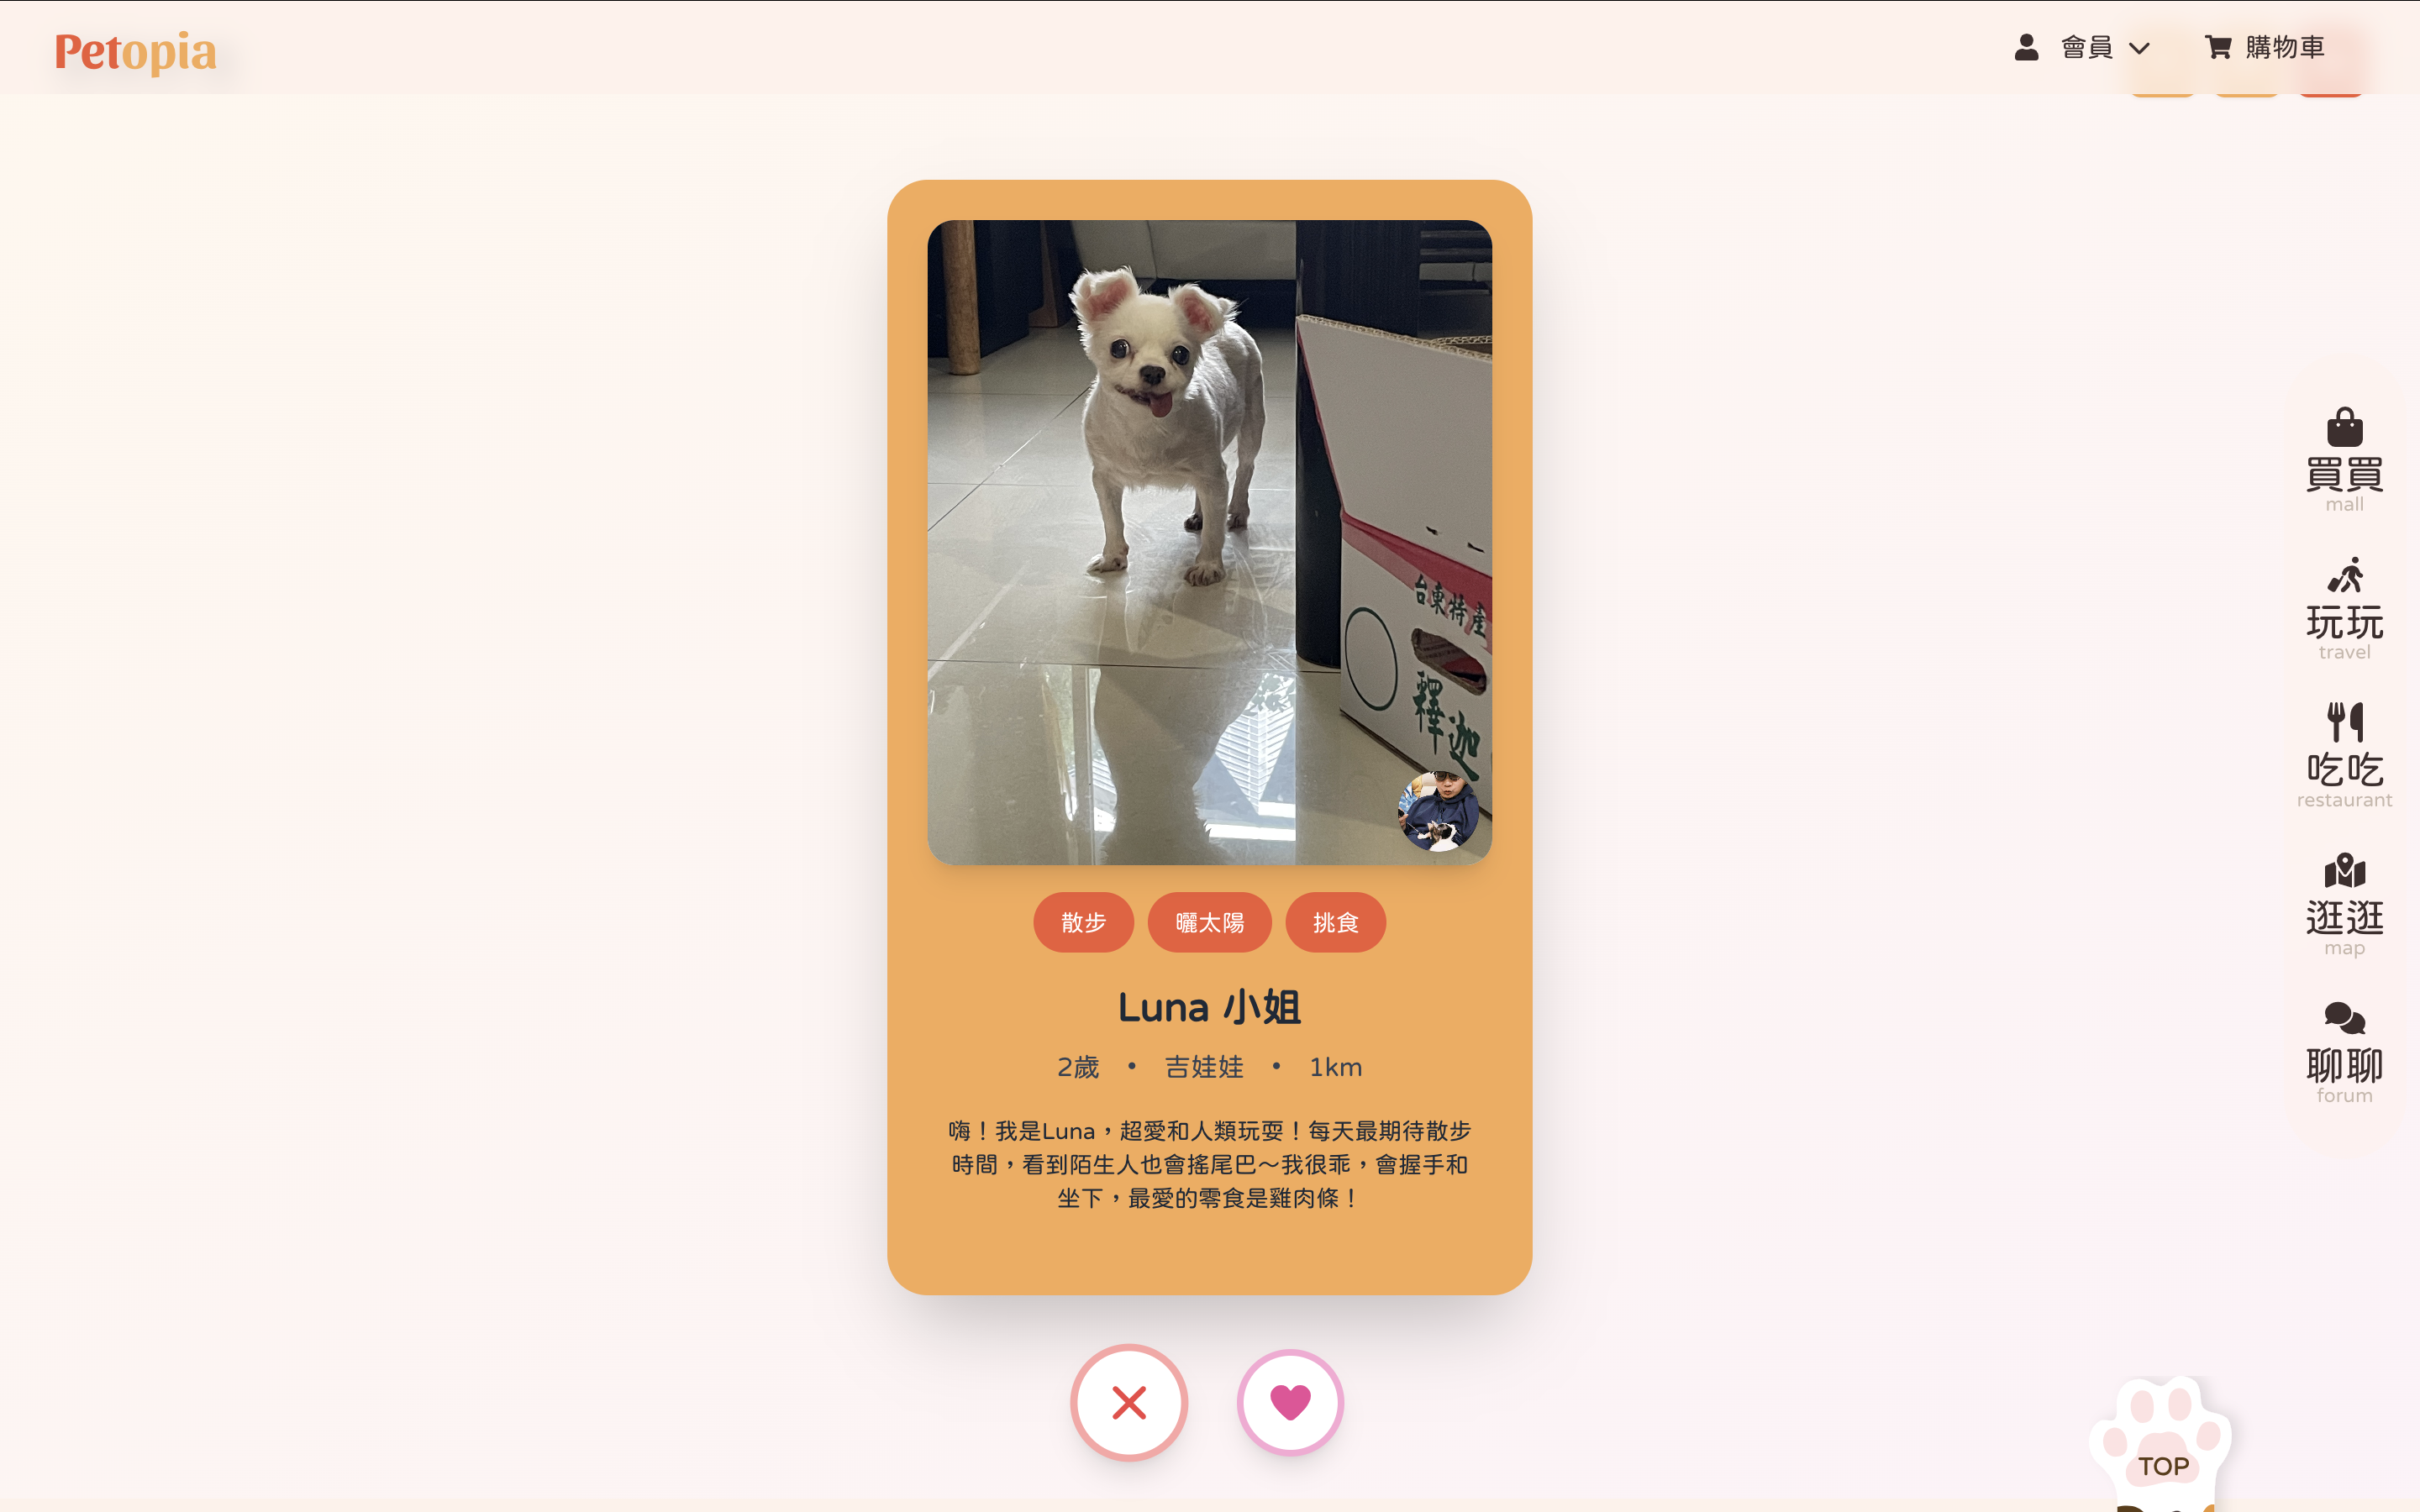 Petopia
會員
購物車
台東特產
釋迦
散步
曬太陽
挑食
Luna 小姐
2歲 • 吉娃娃 • 1km
嗨！我是Luna，超愛和人類玩耍！每天最期待散步
時間，看到陌生人也會搖尾巴～我很乖，會握手和
坐下，最愛的零食是雞肉條！
買買
mall
玩玩
travel
吃吃
restaurant
逛逛
map
聊聊
forum
TOP